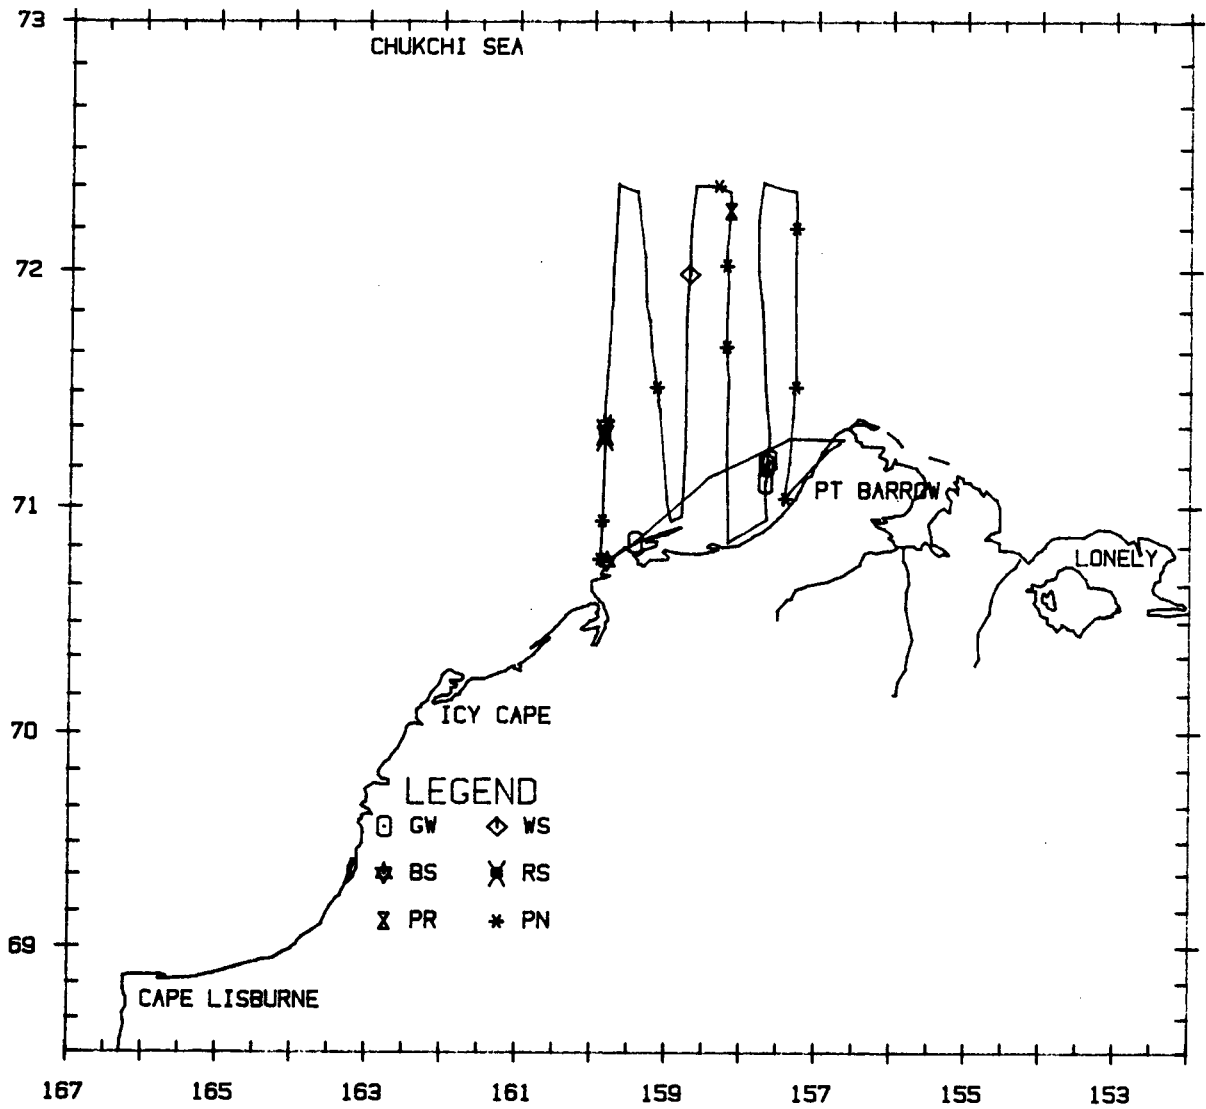 73
CHUKCHI SEA
72
71
PT BARROW
LONELY
70
ICY CAPE
LEGEND
GW WS
BS RS
PR PN
69
CAPE LISBURNE
167 165 163 161 159 157 155 153